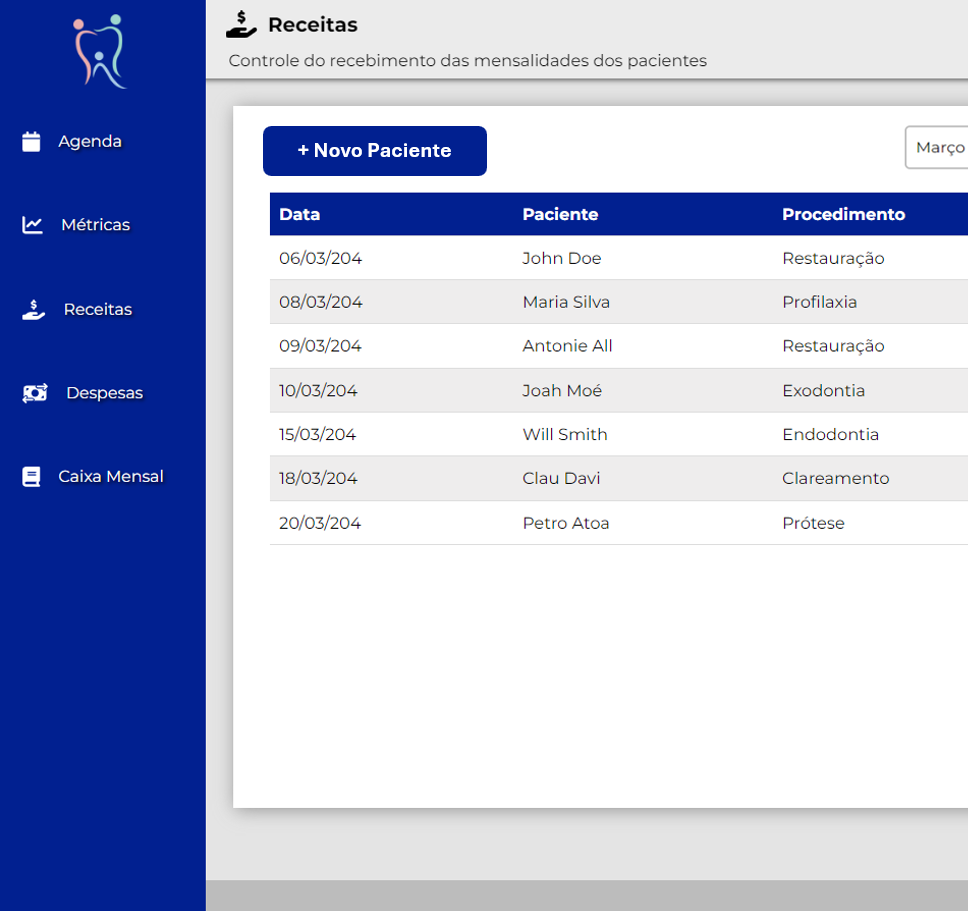 Receitas
Controle do recebimento das mensalidades dos pacientes
Agenda
Métricas
Receitas
Despesas
Caixa Mensal
+ Novo Paciente
Março
Data Paciente Procedimento
06/03/204 John Doe Restauração
08/03/204 Maria Silva Profilaxia
09/03/204 Antonie All Restauração
10/03/204 Joah Moé Exodontia
15/03/204 Will Smith Endodontia
18/03/204 Clau Davi Clareamento
20/03/204 Petro Atoa Prótese